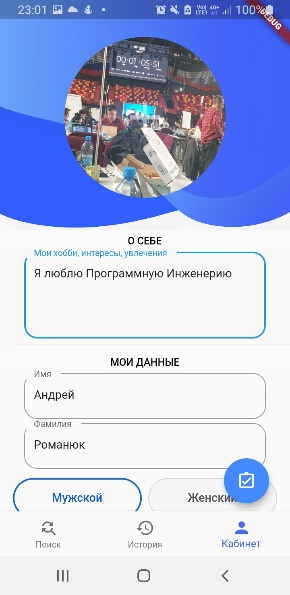 23:01
100%
DEBUG
О СЕБЕ
Мои хобби, интересы, увлечения
Я люблю Программную Инженерию
МОИ ДАННЫЕ
Имя
Андрей
Фамилия
Романюк
Мужской
Женский
Поиск
История
Кабинет